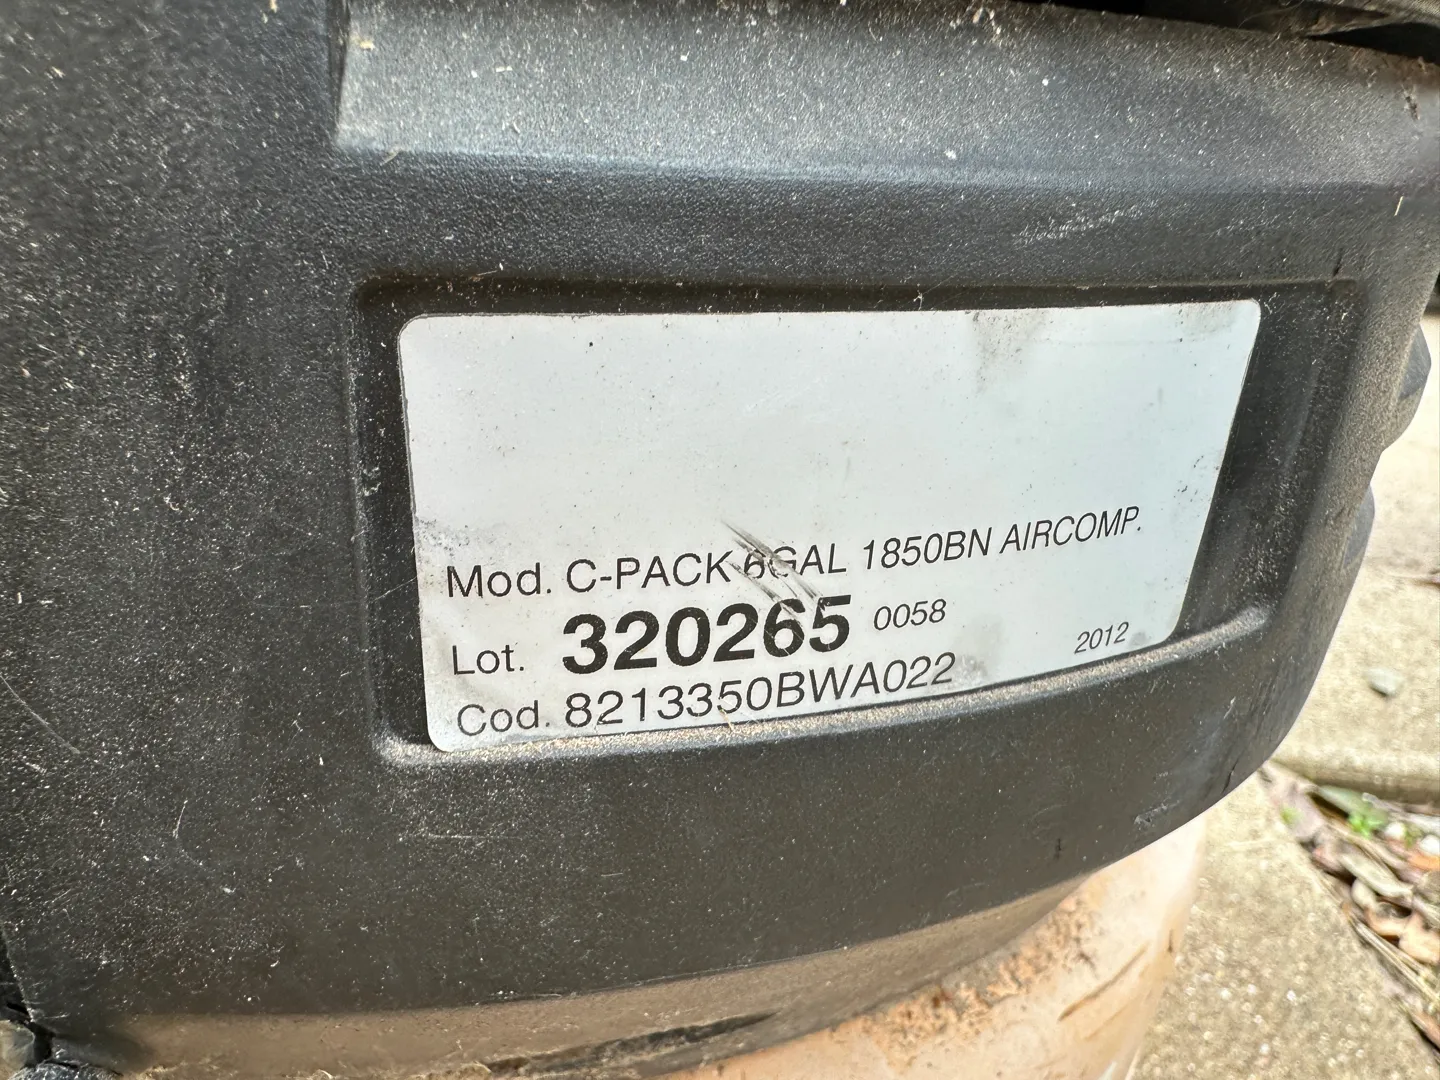 Mod. C-PACK 6GAL 1850BN AIRCOMP.
Lot. 320265 0058
2012
Cod. 8213350BWA022